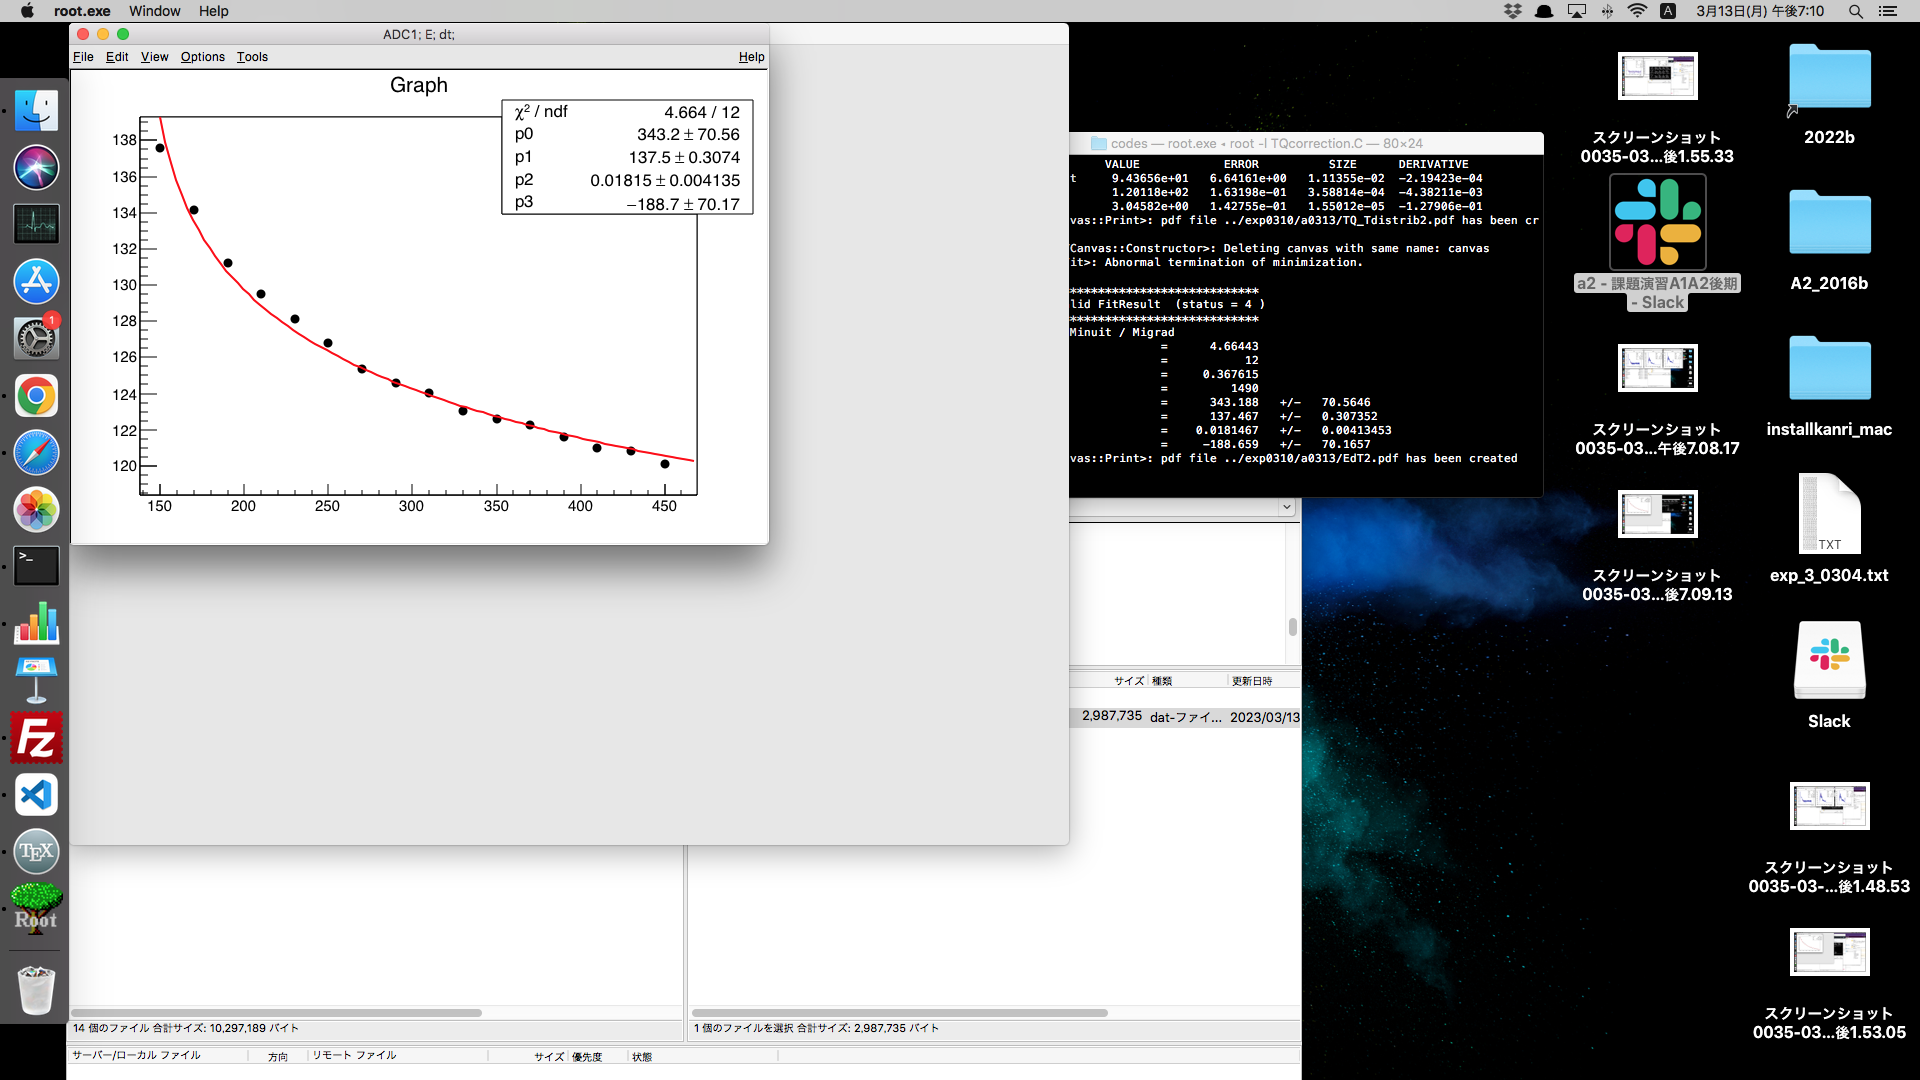 root.exe Window Help
A 3月13日(月) 午後7:10
ADC1; E; dt;
File Edit View Options Tools Help
Graph
χ² / ndf 4.664 / 12
p0 343.2 ± 70.56
p1 137.5 ± 0.3074
p2 0.01815 ± 0.004135
p3 −188.7 ± 70.17
138
136
134
132
130
128
126
124
122
120
150 200 250 300 350 400 450
codes — root.exe ◂ root -l TQcorrection.C — 80×24
VALUE ERROR SIZE DERIVATIVE
t 9.43656e+01 6.64161e+00 1.11355e-02 -2.19423e-04
1.20118e+02 1.63198e-01 3.58814e-04 -4.38211e-03
3.04582e+00 1.42755e-01 1.55012e-05 -1.27906e-01
vas::Print>: pdf file ../exp0310/a0313/TQ_Tdistrib2.pdf has been cr
Canvas::Constructor>: Deleting canvas with same name: canvas
it>: Abnormal termination of minimization.
***************************
lid FitResult (status = 4 )
***************************
Minuit / Migrad
= 4.66443
= 12
= 0.367615
= 1490
= 343.188 +/- 70.5646
= 137.467 +/- 0.307352
= 0.0181467 +/- 0.00413453
= -188.659 +/- 70.1657
vas::Print>: pdf file ../exp0310/a0313/EdT2.pdf has been created
サイズ 種類 更新日時
2,987,735 dat-ファイ... 2023/03/13
14 個のファイル 合計サイズ: 10,297,189 バイト
1 個のファイルを選択 合計サイズ: 2,987,735 バイト
サーバー/ローカル ファイル 方向 リモート ファイル サイズ 優先度 状態
スクリーンショット
0035-03...後1.55.33
2022b
a2 - 課題演習A1A2後期
- Slack
A2_2016b
スクリーンショット
0035-03...午後7.08.17
installkanri_mac
スクリーンショット
0035-03...後7.09.13
TXT
exp_3_0304.txt
Slack
スクリーンショット
0035-03-...後1.48.53
スクリーンショット
0035-03...後1.53.05
1
>_
Fz
TEX
Root